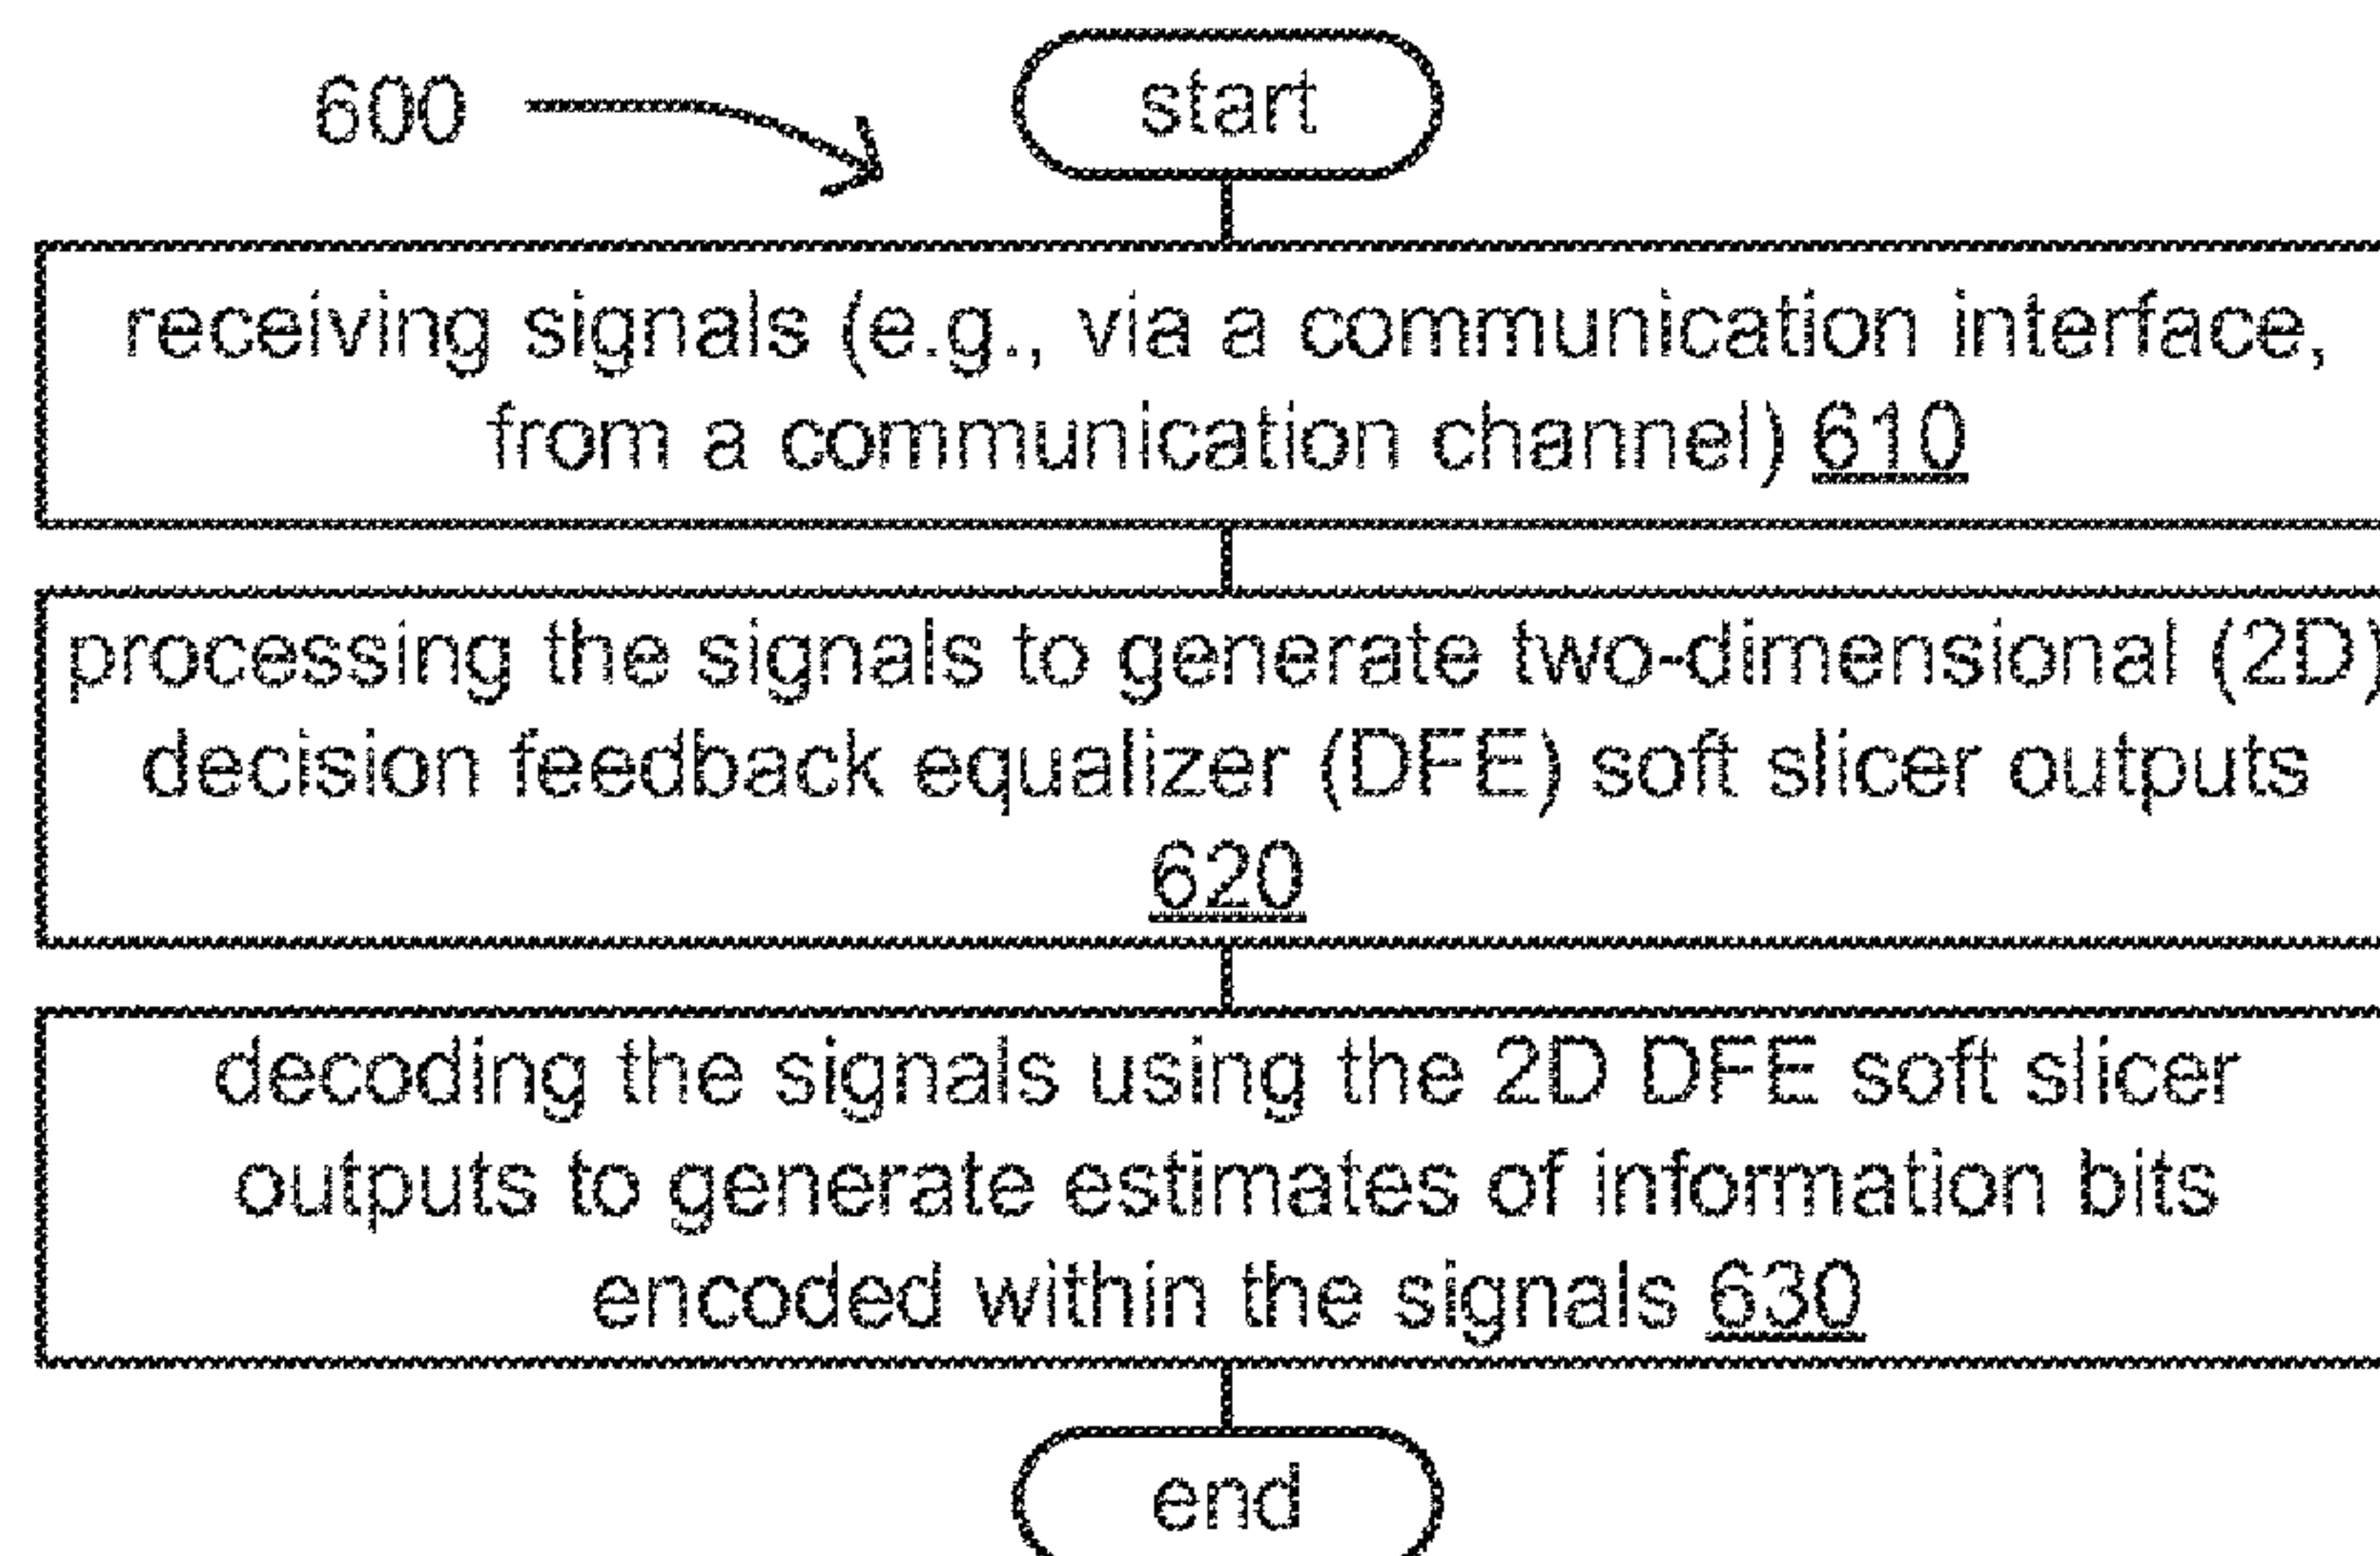 600
start
receiving signals (e.g., via a communication interface,
from a communication channel) 610
processing the signals to generate two-dimensional (2D)
decision feedback equalizer (DFE) soft slicer outputs
620
decoding the signals using the 2D DFE soft slicer
outputs to generate estimates of information bits
encoded within the signals 630
end